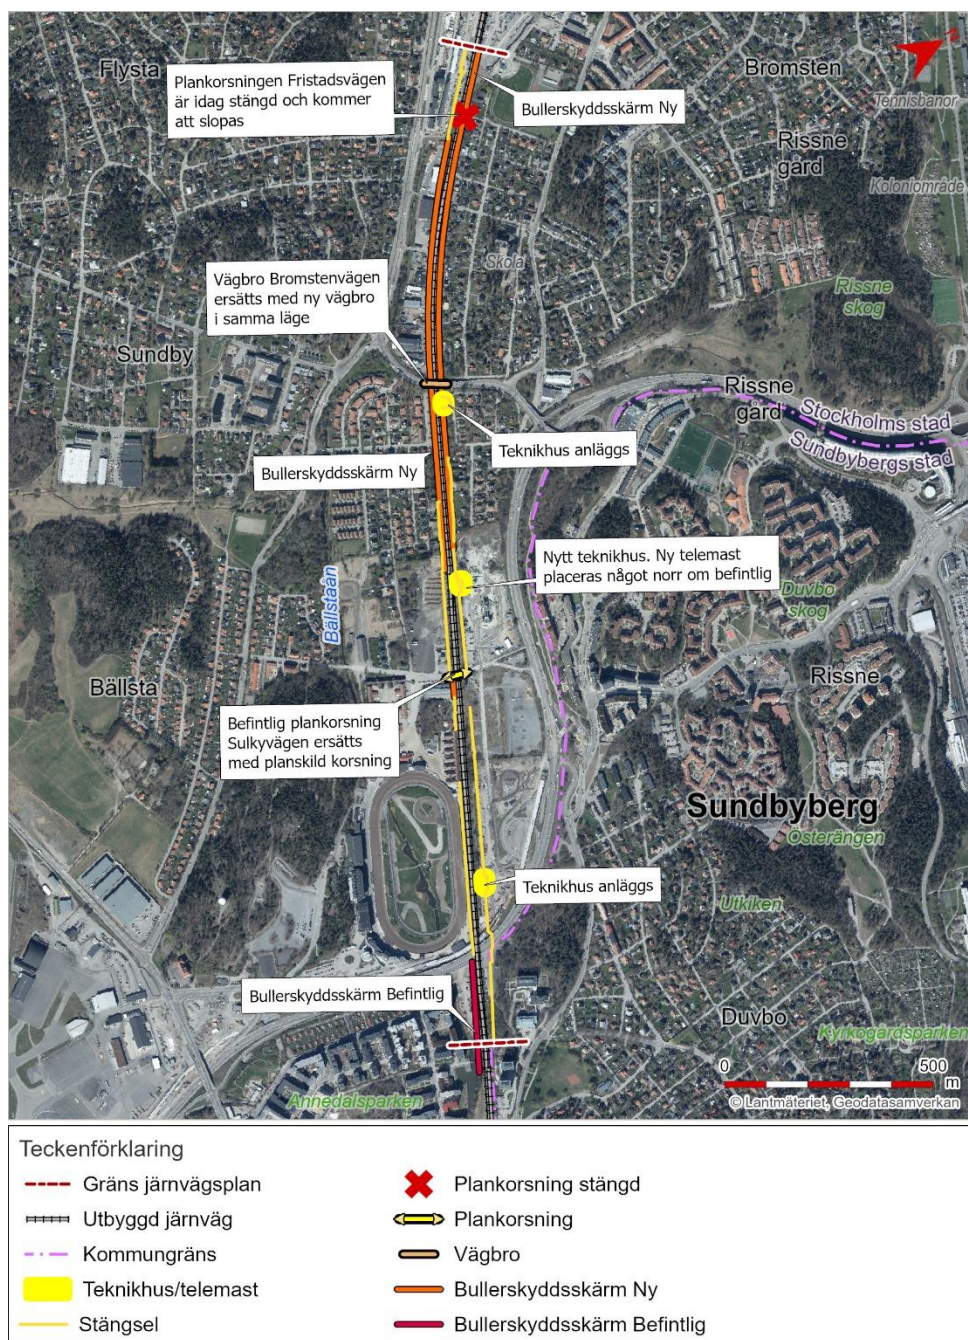 Flysta
Bromsten
N
Plankorsningen Fristadsvägen
är idag stängd och kommer
att slopas
Bullerskyddsskärm Ny
Tennisbanor
Rissne
gård
Koloniområde
Skola
Vägbro Bromstenvägen
ersätts med ny vägbro
i samma läge
Rissne
skog
Sundby
Rissne
gård
Stockholms stad
Sundbybergs stad
Teknikhus anläggs
Bullerskyddsskärm Ny
Nytt teknikhus. Ny telemast
placeras något norr om befintlig
Duvbo
skog
Bällstaån
Bällsta
Rissne
Befintlig plankorsning
Sulkyvägen ersätts
med planskild korsning
Sundbyberg
Österängen
Teknikhus anläggs
Utkiken
Bullerskyddsskärm Befintlig
Duvbo
Kyrkogårdsparken
0 500
m
Annedalsparken
© Lantmäteriet, Geodatasamverkan
Teckenförklaring
Gräns järnvägsplan
Utbyggd järnväg
Kommungräns
Teknikhus/telemast
Stängsel
Plankorsning stängd
Plankorsning
Vägbro
Bullerskyddsskärm Ny
Bullerskyddsskärm Befintlig